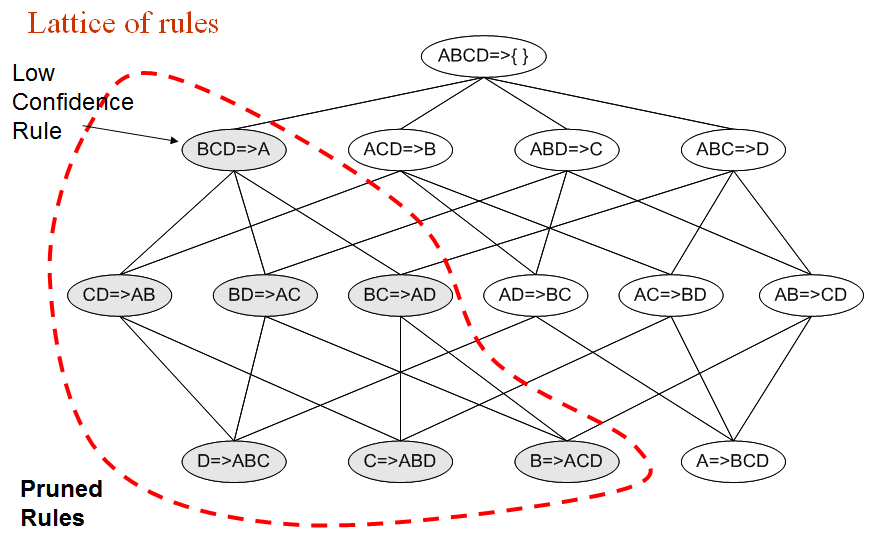 Lattice of rules
ABCD=>{ }
Low
Confidence
Rule
BCD=>A
ACD=>B
ABD=>C
ABC=>D
CD=>AB
BD=>AC
BC=>AD
AD=>BC
AC=>BD
AB=>CD
D=>ABC
C=>ABD
B=>ACD
A=>BCD
Pruned
Rules